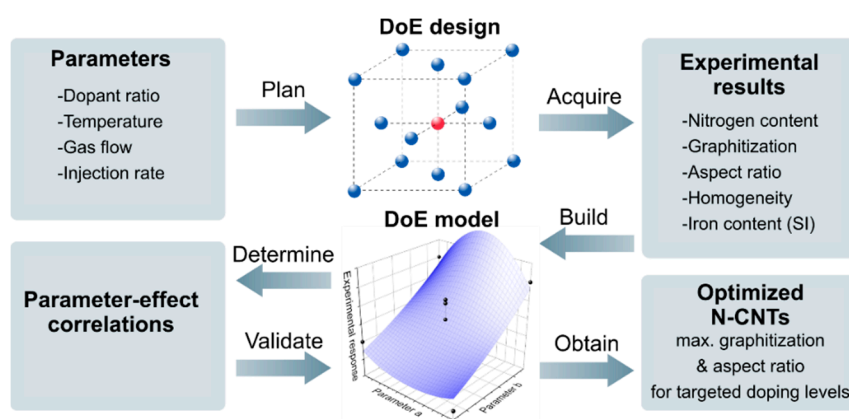 DoE design
Parameters
-Dopant ratio
-Temperature
-Gas flow
-Injection rate
Plan
Acquire
Experimental
results
-Nitrogen content
-Graphitization
-Aspect ratio
-Homogeneity
-Iron content (SI)
DoE model
Build
Determine
Parameter-effect
correlations
Validate
Experimental
response
Parameter a
Parameter b
Obtain
Optimized
N-CNTs
max. graphitization
& aspect ratio
for targeted doping levels